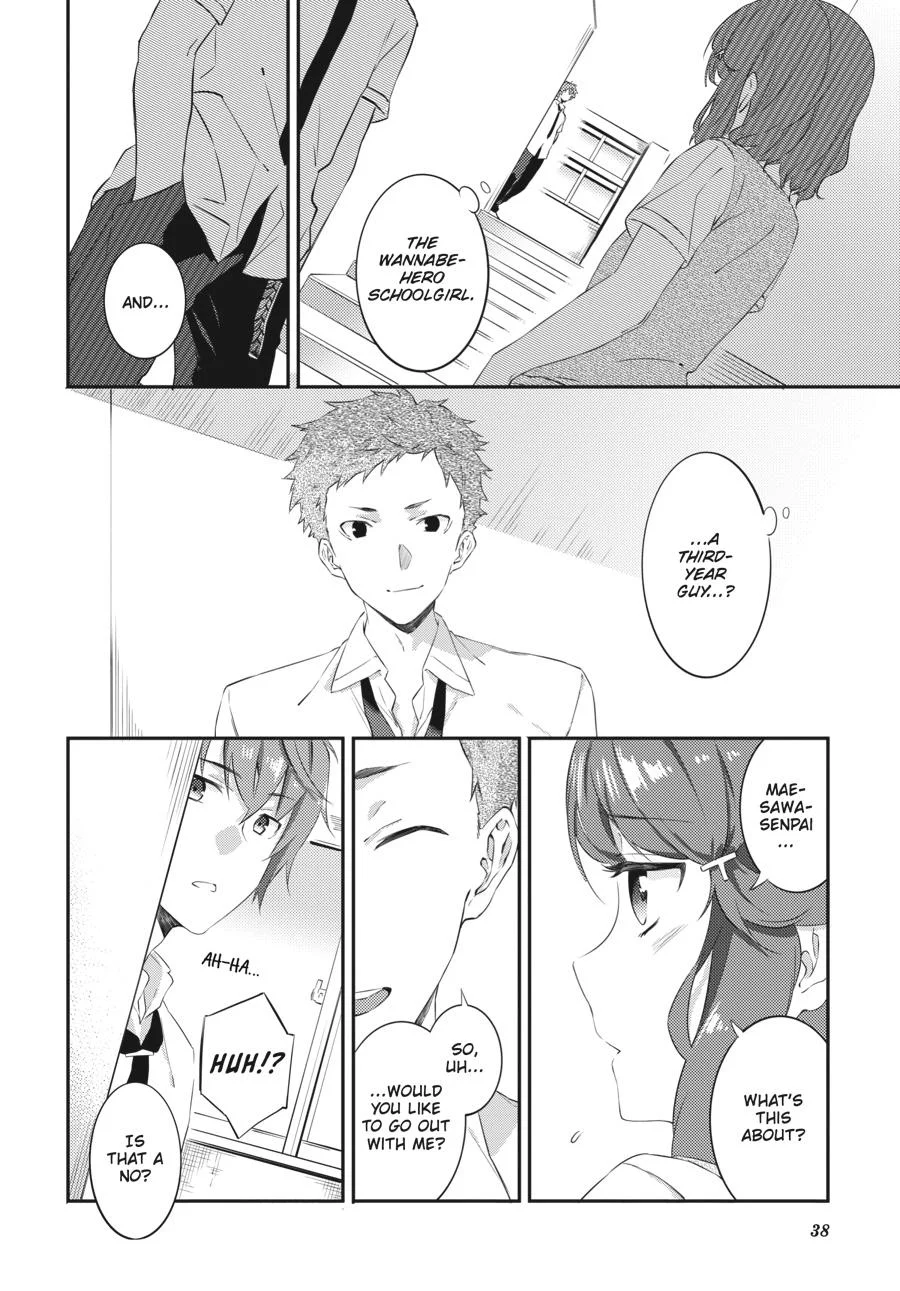 THE
WANNABE-
HERO
SCHOOLGIRL.
AND...
...A
THIRD-
YEAR
GUY...?
MAE-
SAWA-
SENPAI
...
WHAT'S
THIS
ABOUT?
SO,
UH...
...WOULD
YOU LIKE
TO GO OUT
WITH ME?
HUH!?
AH-HA...
IS
THAT A
NO?
38